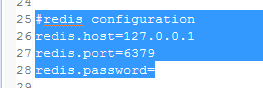 24
25 #redis configuration
26 redis.host=127.0.0.1
27 redis.port=6379
28 redis.password=